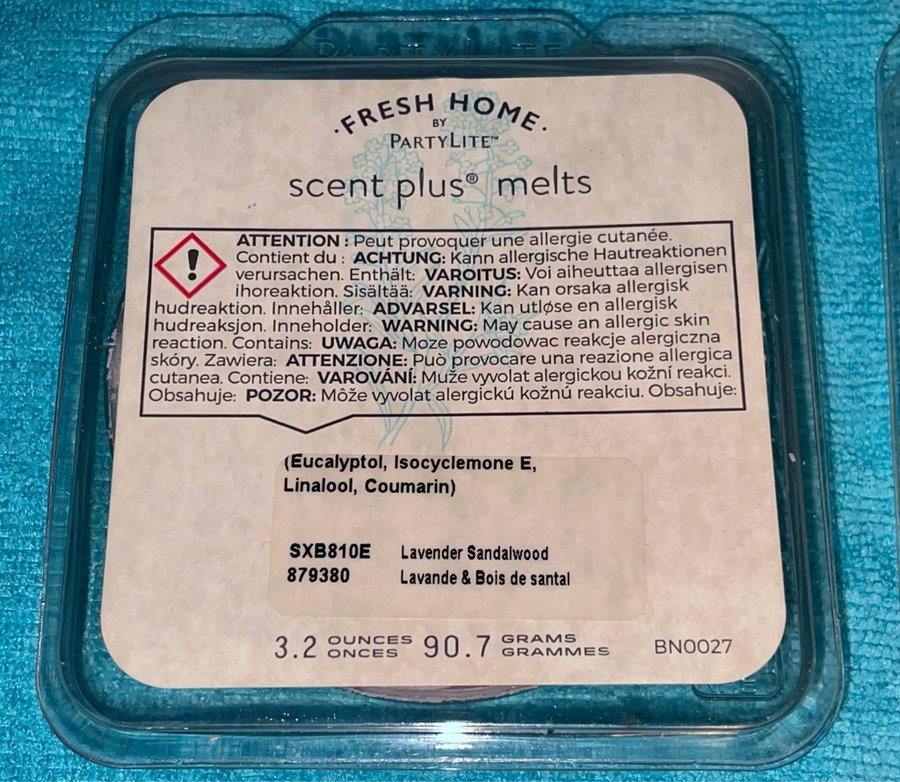 PARTYLITE
·FRESH HOME·
BY
PARTYLITE™
scent plus® melts
ATTENTION : Peut provoquer une allergie cutanée.
Contient du : ACHTUNG: Kann allergische Hautreaktionen
verursachen. Enthält: VAROITUS: Voi aiheuttaa allergisen
ihoreaktion. Sisältää: VARNING: Kan orsaka allergisk
hudreaktion. Innehåller: ADVARSEL: Kan utløse en allergisk
hudreaksjon. Inneholder: WARNING: May cause an allergic skin
reaction. Contains: UWAGA: Moze powodowac reakcje alergiczna
skóry. Zawiera: ATTENZIONE: Può provocare una reazione allergica
cutanea. Contiene: VAROVÁNÍ: Muže vyvolat alergickou kožní reakci.
Obsahuje: POZOR: Môže vyvolat alergickú kožnú reakciu. Obsahuje:
(Eucalyptol, Isocyclemone E,
Linalool, Coumarin)
SXB810E Lavender Sandalwood
879380 Lavande & Bois de santal
3.2 OUNCES ONCES 90.7 GRAMS GRAMMES BN0027